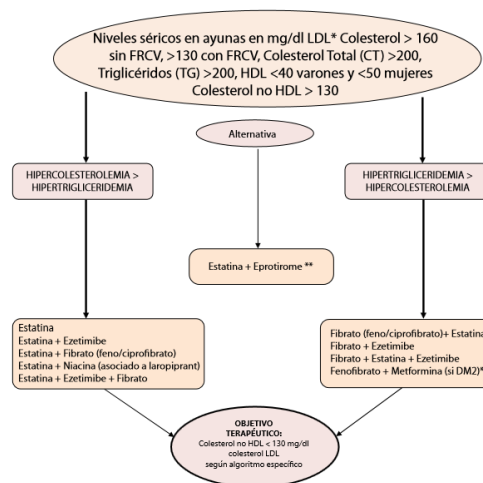 Niveles séricos en ayunas en mg/dl LDL* Colesterol > 160
sin FRCV, >130 con FRCV, Colesterol Total (CT) >200,
Triglicéridos (TG) >200, HDL <40 varones y <50 mujeres
Colesterol no HDL > 130
Alternativa
HIPERCOLESTEROLEMIA >
HIPERTRIGLICERIDEMIA
HIPERTRIGLICERIDEMIA >
HIPERCOLESTEROLEMIA
Estatina + Eprotirome **
Estatina
Estatina + Ezetimibe
Estatina + Fibrato (feno/ciprofibrato)
Estatina + Niacina (asociado a laropiprant)
Estatina + Ezetimibe + Fibrato
Fibrato (feno/ciprofibrato)+ Estatina
Fibrato + Ezetimibe
Fibrato + Estatina + Ezetimibe
Fenofibrato + Metformina (si DM2)*
OBJETIVO
TERAPÉUTICO:
Colesterol no HDL < 130 mg/dl
colesterol LDL
según algoritmo específico